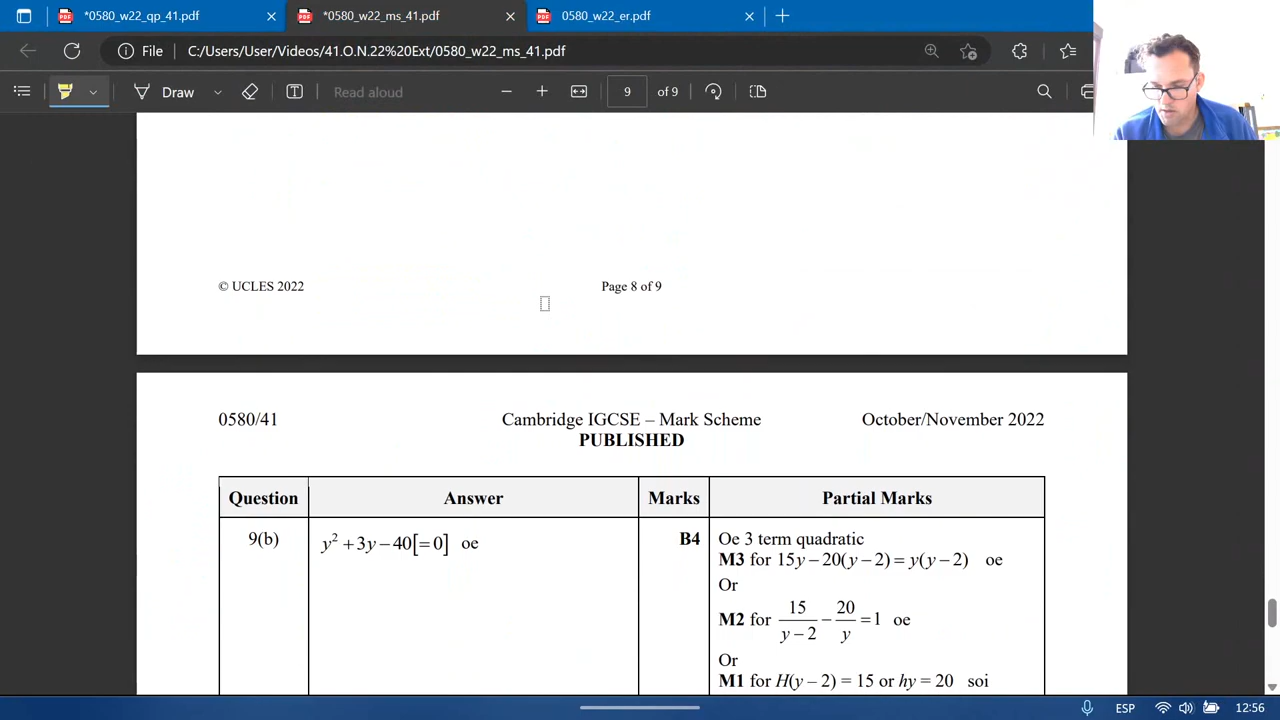 *0580_w22_qp_41.pdf
*0580_w22_ms_41.pdf
0580_w22_er.pdf
File C:/Users/User/Videos/41.O.N.22%20Ext/0580_w22_ms_41.pdf
Draw Read aloud 9 of 9
© UCLES 2022 Page 8 of 9
0580/41 Cambridge IGCSE – Mark Scheme October/November 2022
PUBLISHED
Question Answer Marks Partial Marks
9(b) y² + 3y − 40[= 0] oe B4 Oe 3 term quadratic
M3 for 15y − 20(y − 2) = y(y − 2) oe
Or
M2 for 15/(y − 2) − 20/y = 1 oe
Or
M1 for H(y − 2) = 15 or hy = 20 soi
ESP 12:56